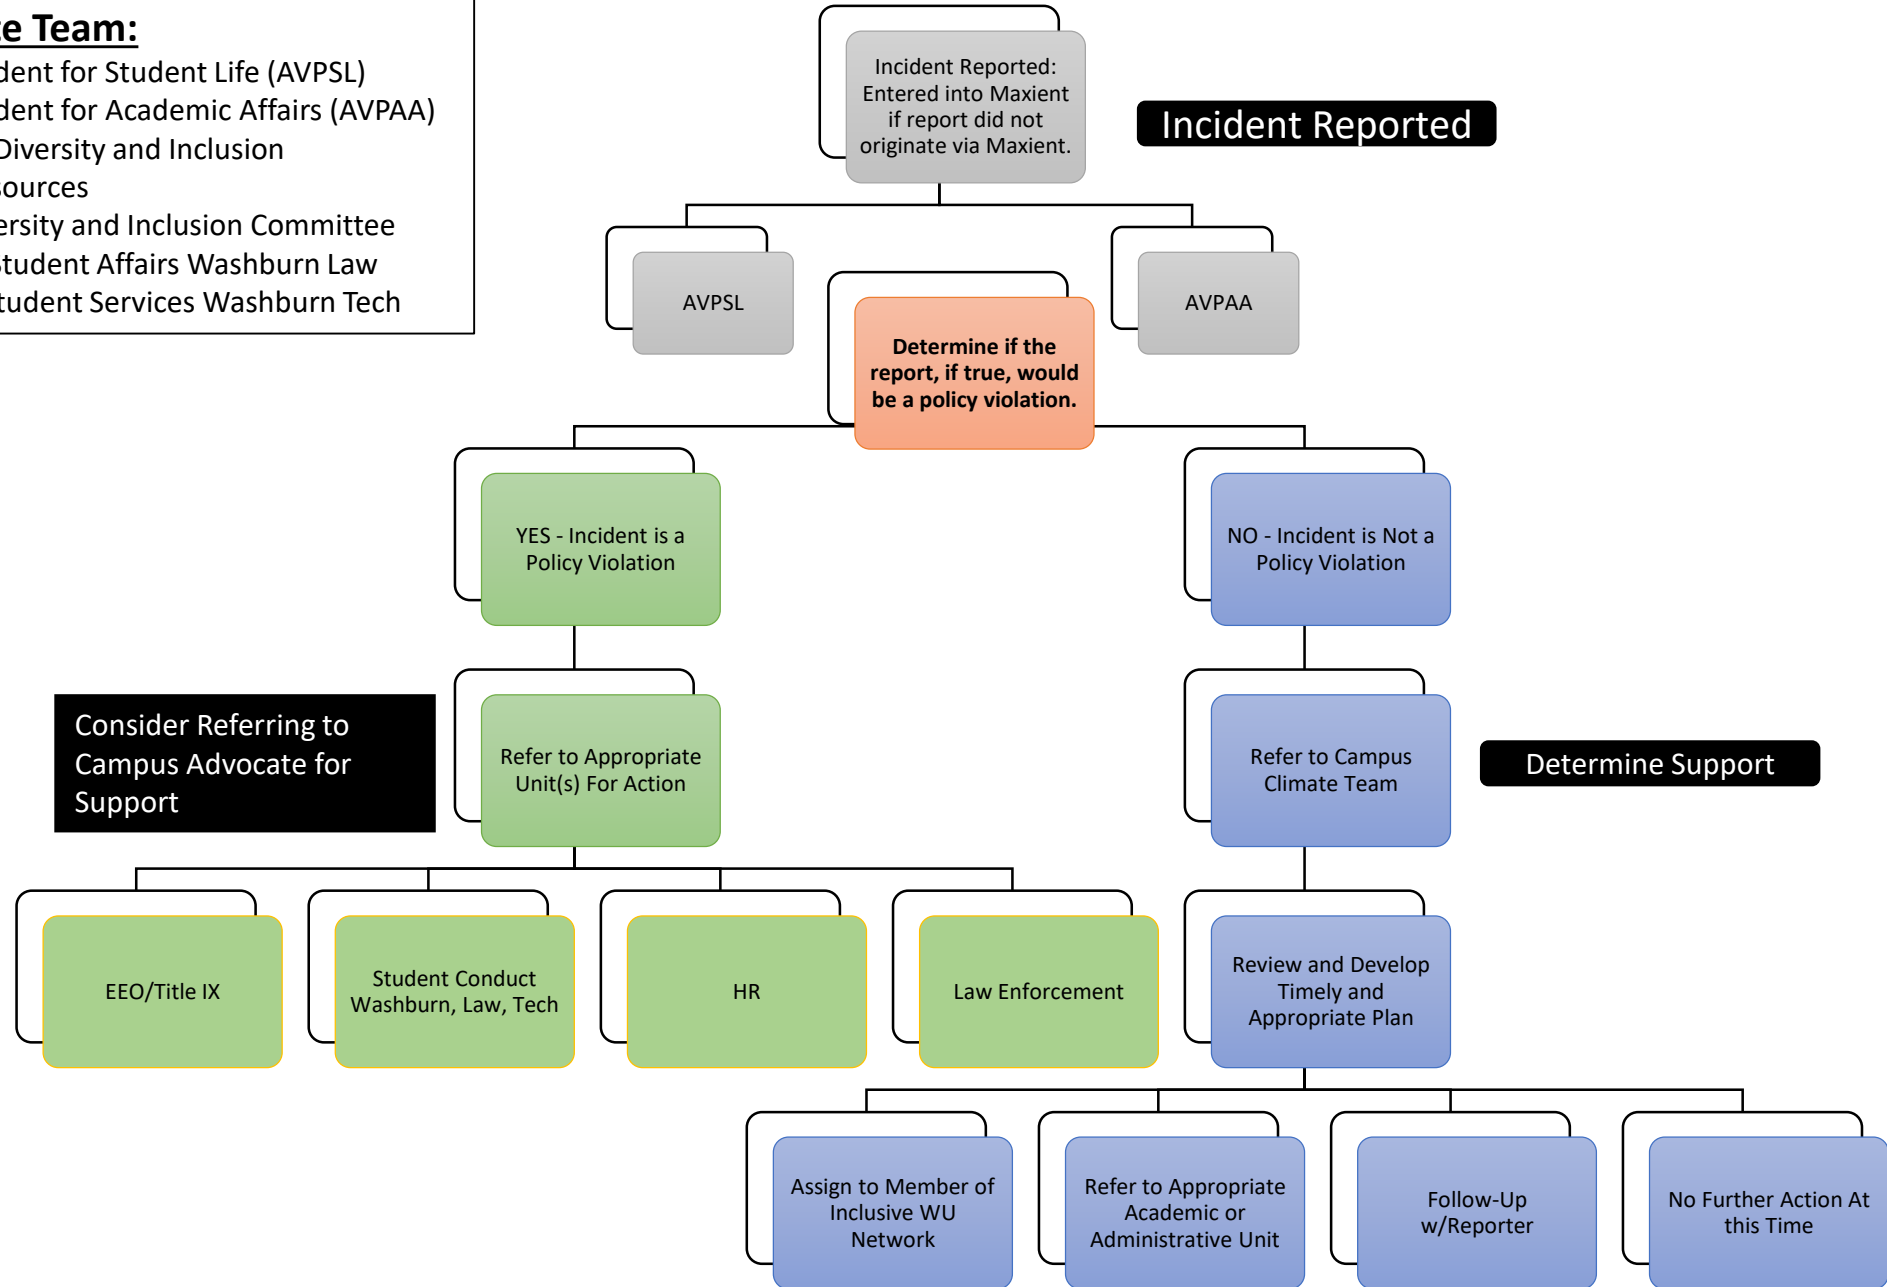 te Team:
dent for Student Life (AVPSL)
dent for Academic Affairs (AVPAA)
Diversity and Inclusion
sources
ersity and Inclusion Committee
Student Affairs Washburn Law
tudent Services Washburn Tech
Incident Reported:
Entered into Maxient
if report did not
originate via Maxient.
Incident Reported
AVPSL
AVPAA
Determine if the
report, if true, would
be a policy violation.
YES - Incident is a
Policy Violation
NO - Incident is Not a
Policy Violation
Consider Referring to
Campus Advocate for
Support
Refer to Appropriate
Unit(s) For Action
Refer to Campus
Climate Team
Determine Support
EEO/Title IX
Student Conduct
Washburn, Law, Tech
HR
Law Enforcement
Review and Develop
Timely and
Appropriate Plan
Assign to Member of
Inclusive WU
Network
Refer to Appropriate
Academic or
Administrative Unit
Follow-Up
w/Reporter
No Further Action At
this Time